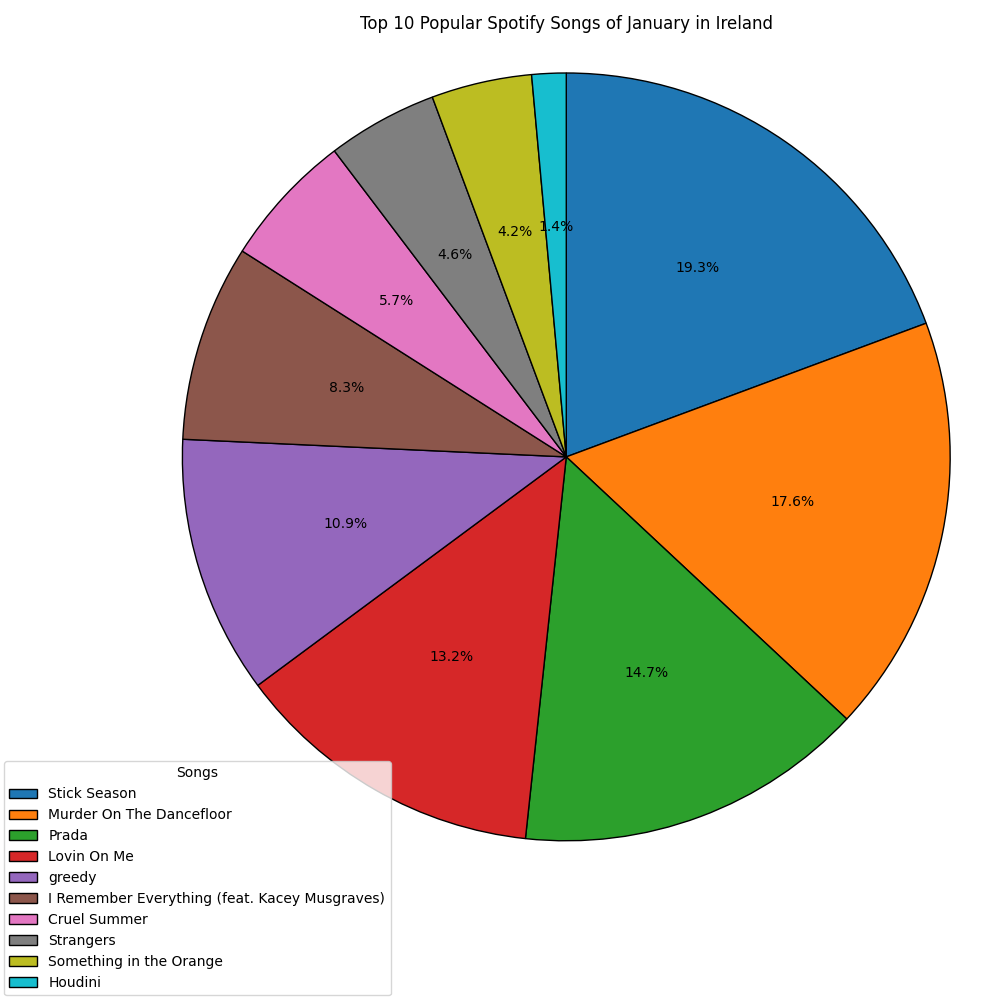 Top 10 Popular Spotify Songs of January in Ireland
1.4%
4.2%
4.6%
19.3%
5.7%
8.3%
17.6%
10.9%
13.2%
14.7%
Songs
Stick Season
Murder On The Dancefloor
Prada
Lovin On Me
greedy
I Remember Everything (feat. Kacey Musgraves)
Cruel Summer
Strangers
Something in the Orange
Houdini